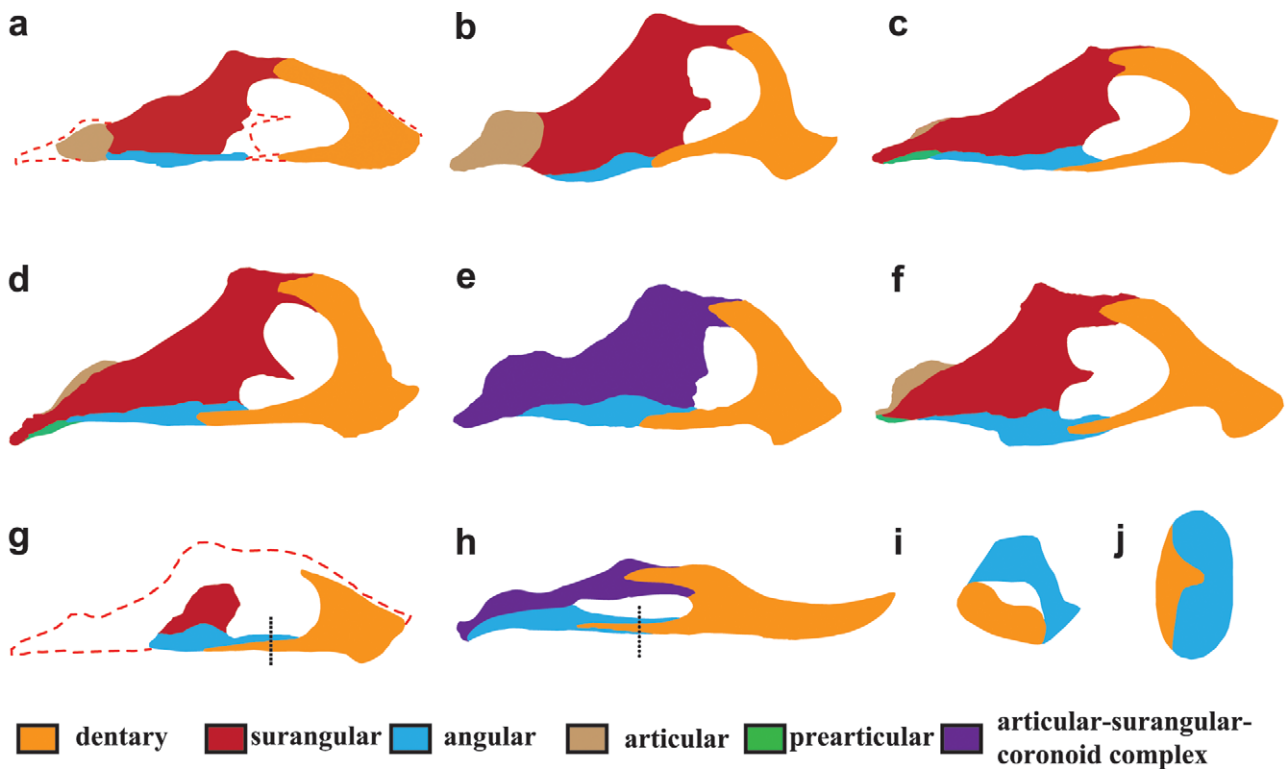 a
b
c
d
e
f
g
h
i
j
dentary
surangular
angular
articular
prearticular
articular-surangular-
coronoid complex